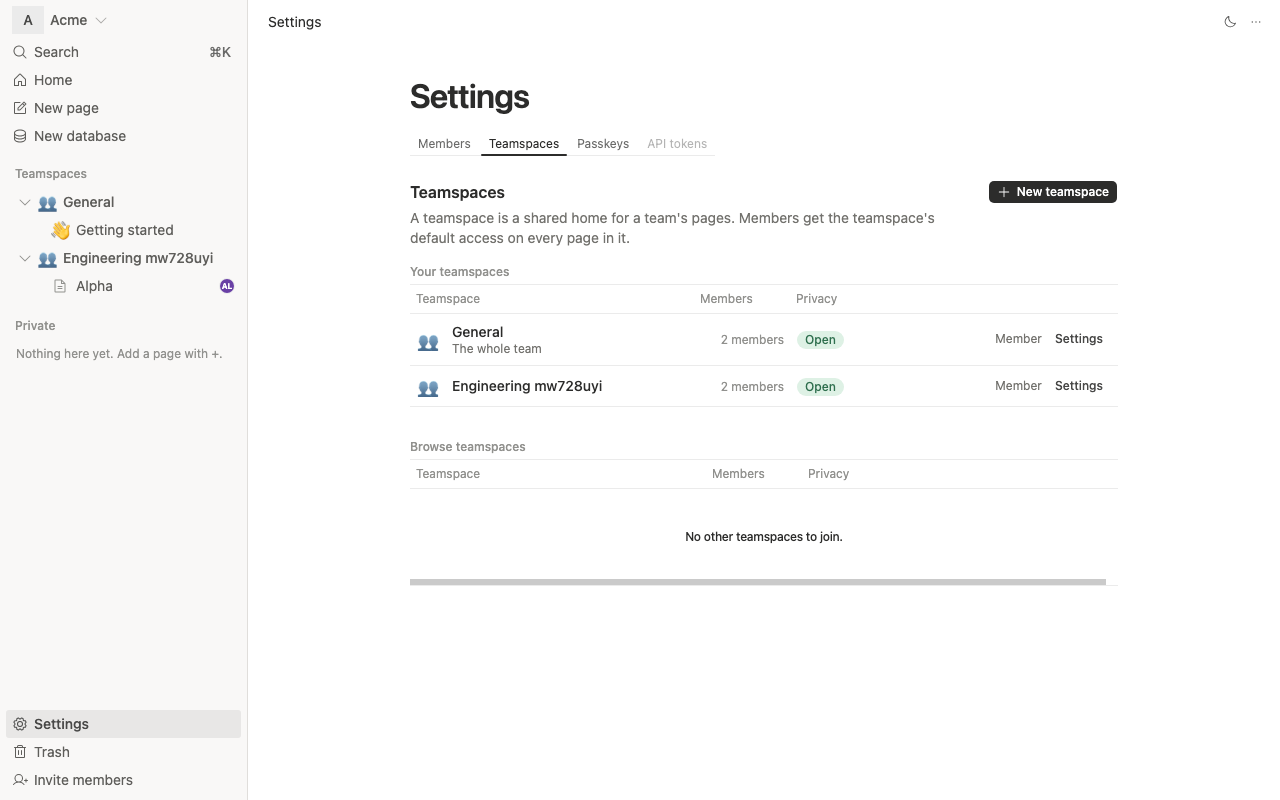 A Acme
Search ⌘K
Home
New page
New database
Teamspaces
General
Getting started
Engineering mw728uyi
Alpha AL
Private
Nothing here yet. Add a page with +.
Settings
Trash
Invite members
Settings
Settings
Members Teamspaces Passkeys API tokens
Teamspaces
New teamspace
A teamspace is a shared home for a team's pages. Members get the teamspace's
default access on every page in it.
Your teamspaces
Teamspace Members Privacy
General
The whole team
2 members Open Member Settings
Engineering mw728uyi 2 members Open Member Settings
Browse teamspaces
Teamspace Members Privacy
No other teamspaces to join.